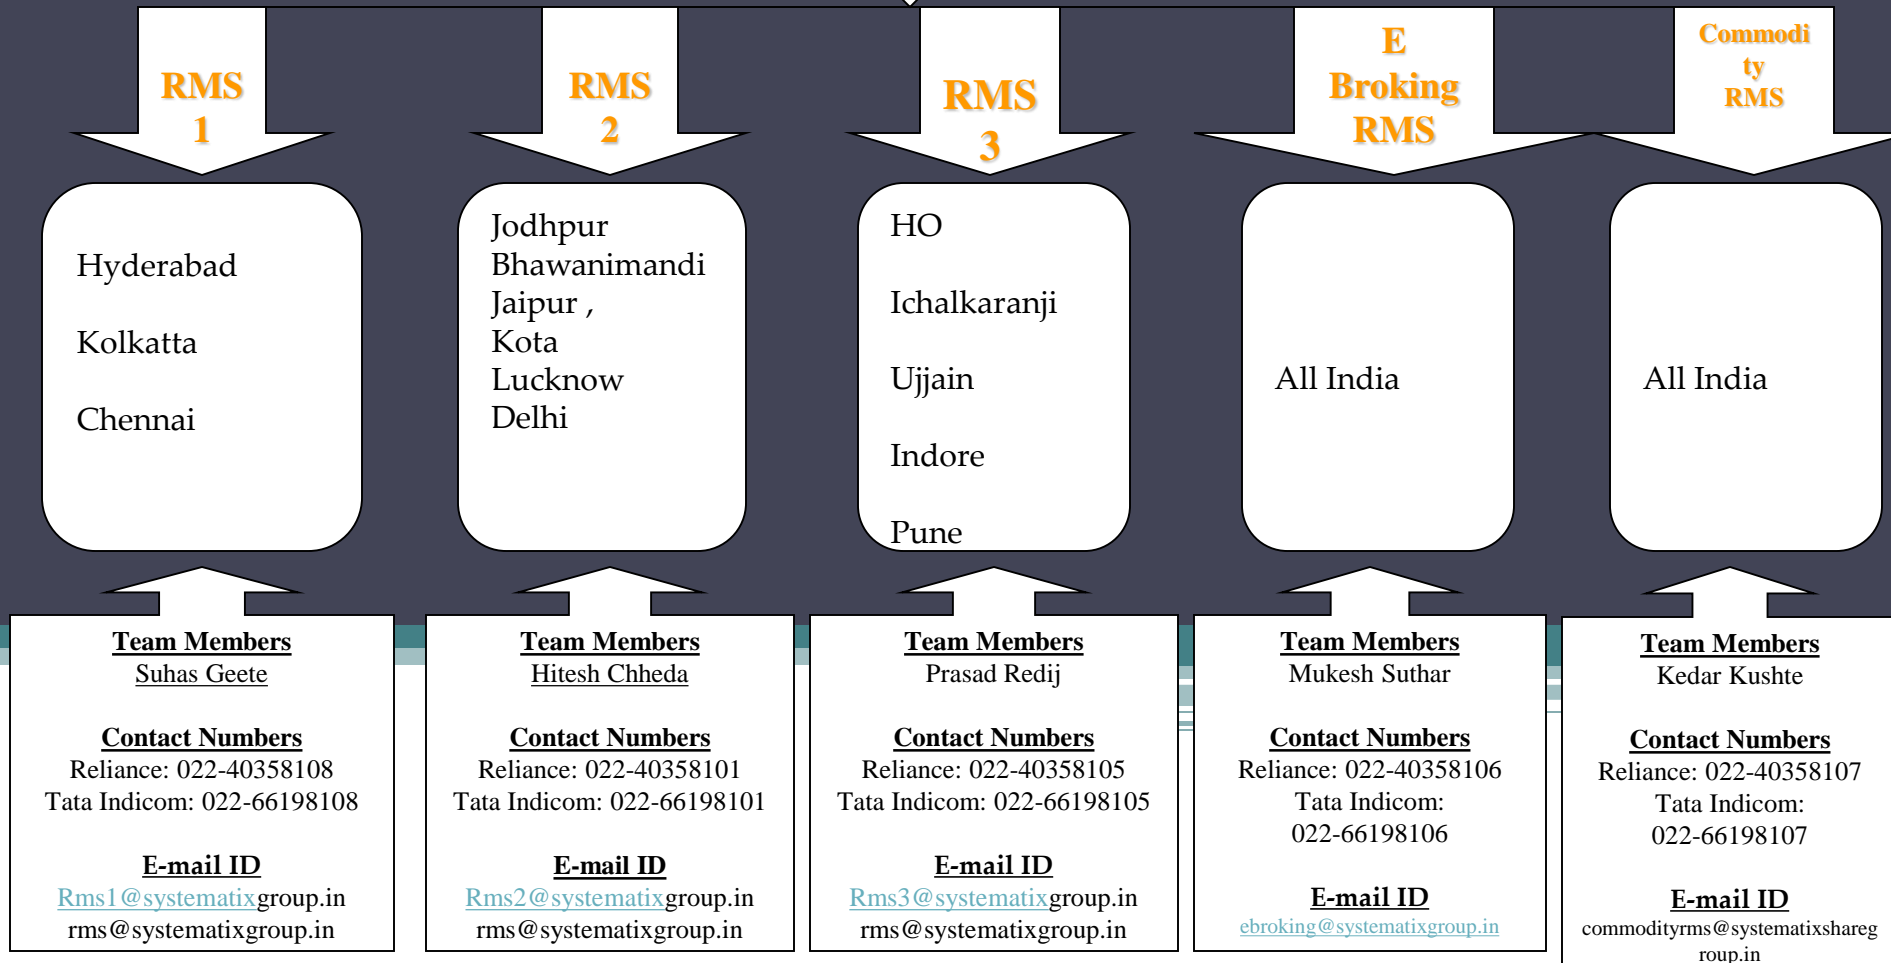 RMS
1
RMS
2
RMS
3
E
Broking
RMS
Commodi
ty
RMS
Hyderabad
Kolkatta
Chennai
Jodhpur
Bhawanimandi
Jaipur ,
Kota
Lucknow
Delhi
HO
Ichalkaranji
Ujjain
Indore
Pune
All India
All India
Team Members
Suhas Geete
Contact Numbers
Reliance: 022-40358108
Tata Indicom: 022-66198108
E-mail ID
Rms1@systematixgroup.in
rms@systematixgroup.in
Team Members
Hitesh Chheda
Contact Numbers
Reliance: 022-40358101
Tata Indicom: 022-66198101
E-mail ID
Rms2@systematixgroup.in
rms@systematixgroup.in
Team Members
Prasad Redij
Contact Numbers
Reliance: 022-40358105
Tata Indicom: 022-66198105
E-mail ID
Rms3@systematixgroup.in
rms@systematixgroup.in
Team Members
Mukesh Suthar
Contact Numbers
Reliance: 022-40358106
Tata Indicom:
022-66198106
E-mail ID
ebroking@systematixgroup.in
Team Members
Kedar Kushte
Contact Numbers
Reliance: 022-40358107
Tata Indicom:
022-66198107
E-mail ID
commodityrms@systematixshareg
roup.in